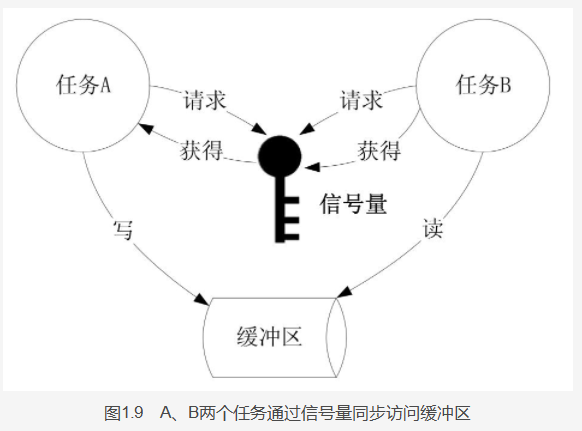 任务A
任务B
请求
请求
获得
获得
信号量
写
读
缓冲区
图1.9 A、B两个任务通过信号量同步访问缓冲区